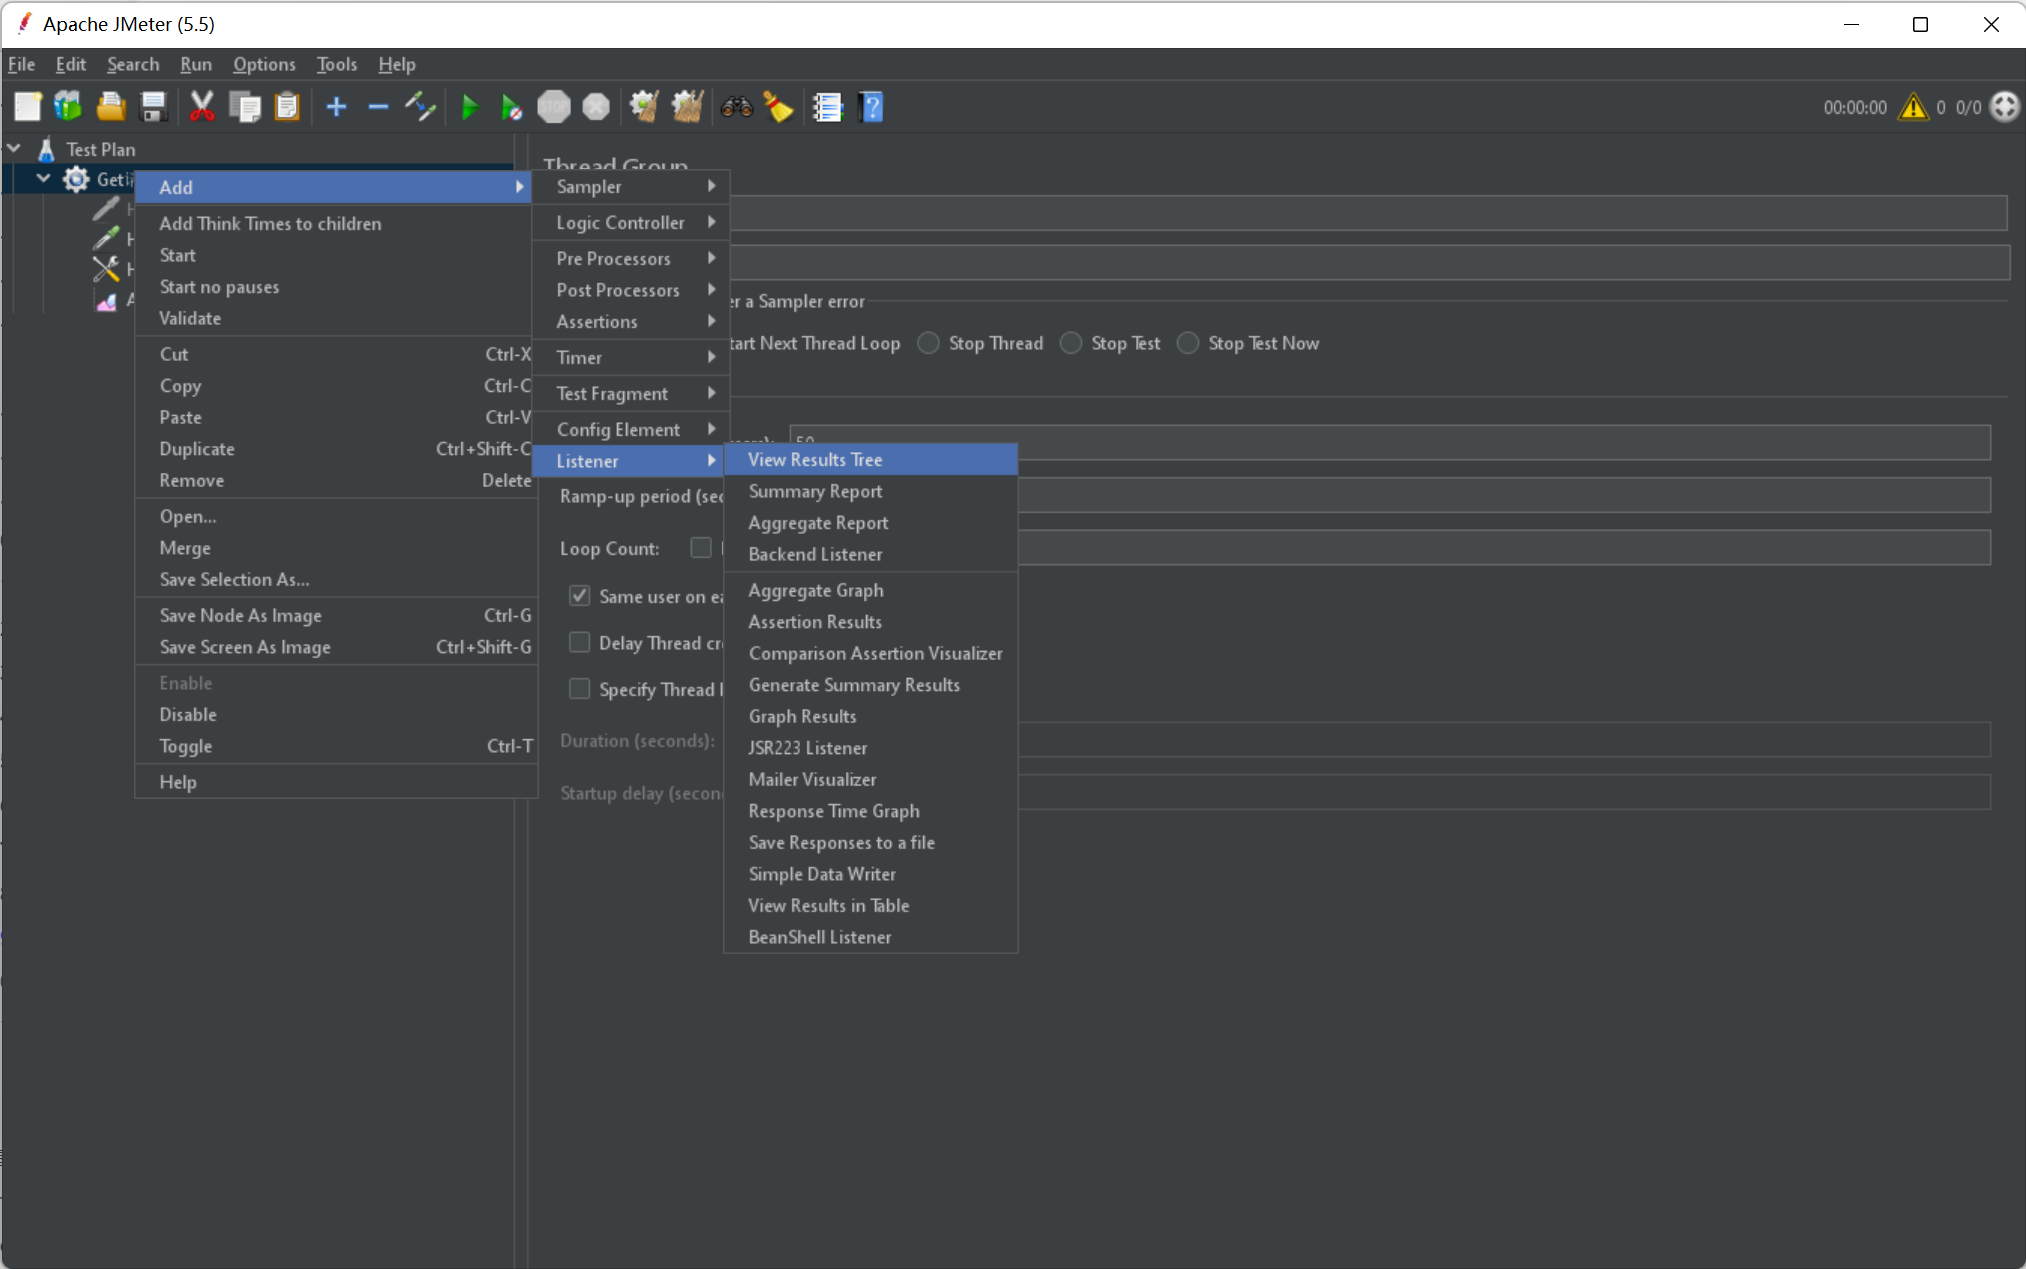 Apache JMeter (5.5)
File Edit Search Run Options Tools Help
STOP
00:00:00 0 0/0
Test Plan
Get
Add
Add Think Times to children
Start
Start no pauses
Validate
Cut Ctrl-X
Copy Ctrl-C
Paste Ctrl-V
Duplicate Ctrl+Shift-C
Remove Delete
Open...
Merge
Save Selection As...
Save Node As Image Ctrl-G
Save Screen As Image Ctrl+Shift-G
Enable
Disable
Toggle Ctrl-T
Help
Sampler
Logic Controller
Pre Processors
Post Processors
Assertions
Timer
Test Fragment
Config Element
Listener
View Results Tree
Summary Report
Aggregate Report
Backend Listener
Aggregate Graph
Assertion Results
Comparison Assertion Visualizer
Generate Summary Results
Graph Results
JSR223 Listener
Mailer Visualizer
Response Time Graph
Save Responses to a file
Simple Data Writer
View Results in Table
BeanShell Listener
Thread Group
er a Sampler error
tart Next Thread Loop Stop Thread Stop Test Stop Test Now
50
Ramp-up period (sec
Loop Count:
Same user on ea
Delay Thread cr
Specify Thread
Duration (seconds):
Startup delay (secon